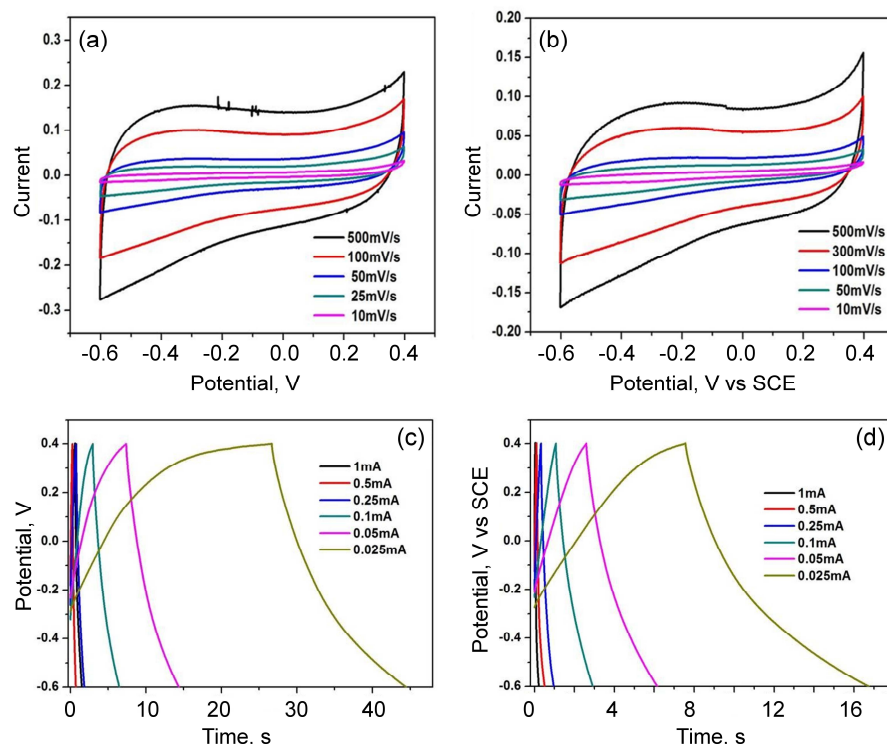 (a)
Current
0.3
0.2
0.1
0.0
-0.1
-0.2
-0.3
500mV/s
100mV/s
50mV/s
25mV/s
10mV/s
-0.6 -0.4 -0.2 0.0 0.2 0.4
Potential, V
(b)
Current
0.20
0.15
0.10
0.05
0.00
-0.05
-0.10
-0.15
-0.20
500mV/s
300mV/s
100mV/s
50mV/s
10mV/s
-0.6 -0.4 -0.2 0.0 0.2 0.4
Potential, V vs SCE
(c)
Potential, V
0.4
0.2
0.0
-0.2
-0.4
-0.6
1mA
0.5mA
0.25mA
0.1mA
0.05mA
0.025mA
0 10 20 30 40
Time, s
(d)
Potential, V vs SCE
0.4
0.2
0.0
-0.2
-0.4
-0.6
1mA
0.5mA
0.25mA
0.1mA
0.05mA
0.025mA
0 4 8 12 16
Time, s